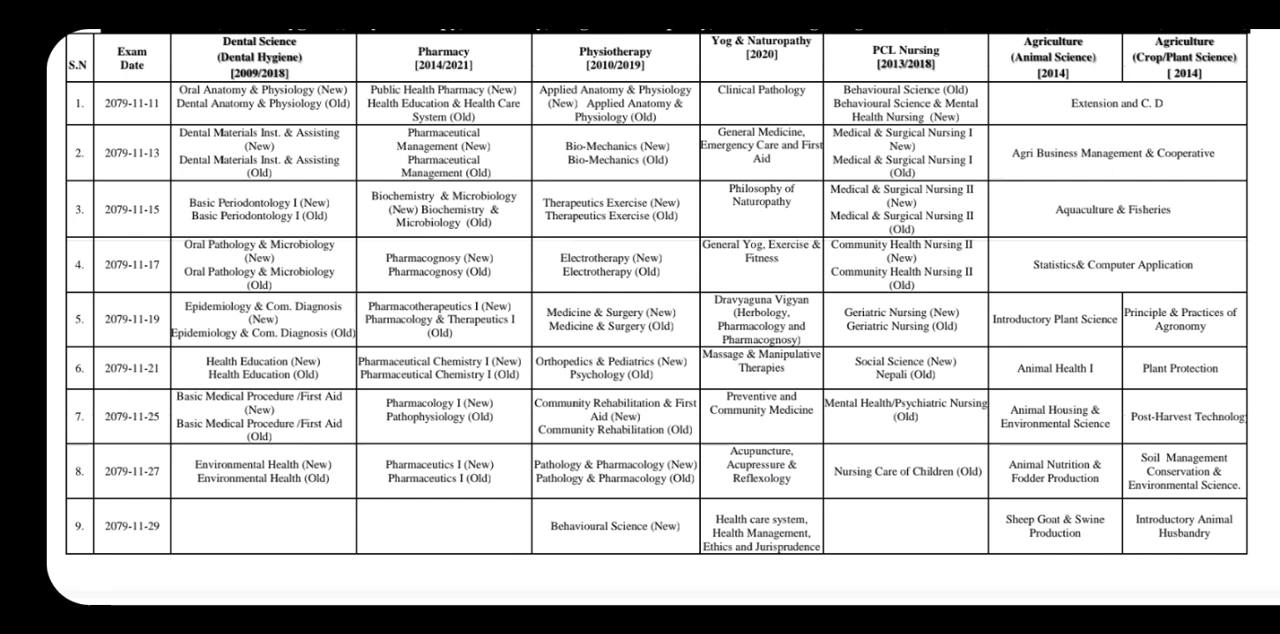 S.N
Exam
Date
Dental Science
(Dental Hygiene)
[2009/2018]
Pharmacy
[2014/2021]
Physiotherapy
[2010/2019]
Yog & Naturopathy
[2020]
PCL Nursing
[2013/2018]
Agriculture
(Animal Science)
[2014]
Agriculture
(Crop/Plant Science)
[ 2014]
1.
2079-11-11
Oral Anatomy & Physiology (New)
Dental Anatomy & Physiology (Old)
Public Health Pharmacy (New)
Health Education & Health Care
System (Old)
Applied Anatomy & Physiology
(New) Applied Anatomy &
Physiology (Old)
Clinical Pathology
Behavioural Science (Old)
Behavioural Science & Mental
Health Nursing (New)
Extension and C. D
2.
2079-11-13
Dental Materials Inst. & Assisting
(New)
Dental Materials Inst. & Assisting
(Old)
Pharmaceutical
Management (New)
Pharmaceutical
Management (Old)
Bio-Mechanics (New)
Bio-Mechanics (Old)
General Medicine,
Emergency Care and First
Aid
Medical & Surgical Nursing I
New)
Medical & Surgical Nursing I
(Old)
Agri Business Management & Cooperative
3.
2079-11-15
Basic Periodontology I (New)
Basic Periodontology I (Old)
Biochemistry & Microbiology
(New) Biochemistry &
Microbiology (Old)
Therapeutics Exercise (New)
Therapeutics Exercise (Old)
Philosophy of
Naturopathy
Medical & Surgical Nursing II
(New)
Medical & Surgical Nursing II
(Old)
Aquaculture & Fisheries
4.
2079-11-17
Oral Pathology & Microbiology
(New)
Oral Pathology & Microbiology
(Old)
Pharmacognosy (New)
Pharmacognosy (Old)
Electrotherapy (New)
Electrotherapy (Old)
General Yog, Exercise &
Fitness
Community Health Nursing II
(New)
Community Health Nursing II
(Old)
Statistics& Computer Application
5.
2079-11-19
Epidemiology & Com. Diagnosis
(New)
Epidemiology & Com. Diagnosis (Old)
Pharmacotherapeutics I (New)
Pharmacology & Therapeutics I
(Old)
Medicine & Surgery (New)
Medicine & Surgery (Old)
Dravyaguna Vigyan
(Herbology,
Pharmacology and
Pharmacognosy)
Geriatric Nursing (New)
Geriatric Nursing (Old)
Introductory Plant Science
Principle & Practices of
Agronomy
6.
2079-11-21
Health Education (New)
Health Education (Old)
Pharmaceutical Chemistry I (New)
Pharmaceutical Chemistry I (Old)
Orthopedics & Pediatrics (New)
Psychology (Old)
Massage & Manipulative
Therapies
Social Science (New)
Nepali (Old)
Animal Health I
Plant Protection
7.
2079-11-25
Basic Medical Procedure /First Aid
(New)
Basic Medical Procedure /First Aid
(Old)
Pharmacology I (New)
Pathophysiology (Old)
Community Rehabilitation & First
Aid (New)
Community Rehabilitation (Old)
Preventive and
Community Medicine
Mental Health/Psychiatric Nursing
(Old)
Animal Housing &
Environmental Science
Post-Harvest Technology
8.
2079-11-27
Environmental Health (New)
Environmental Health (Old)
Pharmaceutics I (New)
Pharmaceutics I (Old)
Pathology & Pharmacology (New)
Pathology & Pharmacology (Old)
Acupuncture,
Acupressure &
Reflexology
Nursing Care of Children (Old)
Animal Nutrition &
Fodder Production
Soil Management
Conservation &
Environmental Science.
9.
2079-11-29
Behavioural Science (New)
Health care system,
Health Management,
Ethics and Jurisprudence
Sheep Goat & Swine
Production
Introductory Animal
Husbandry